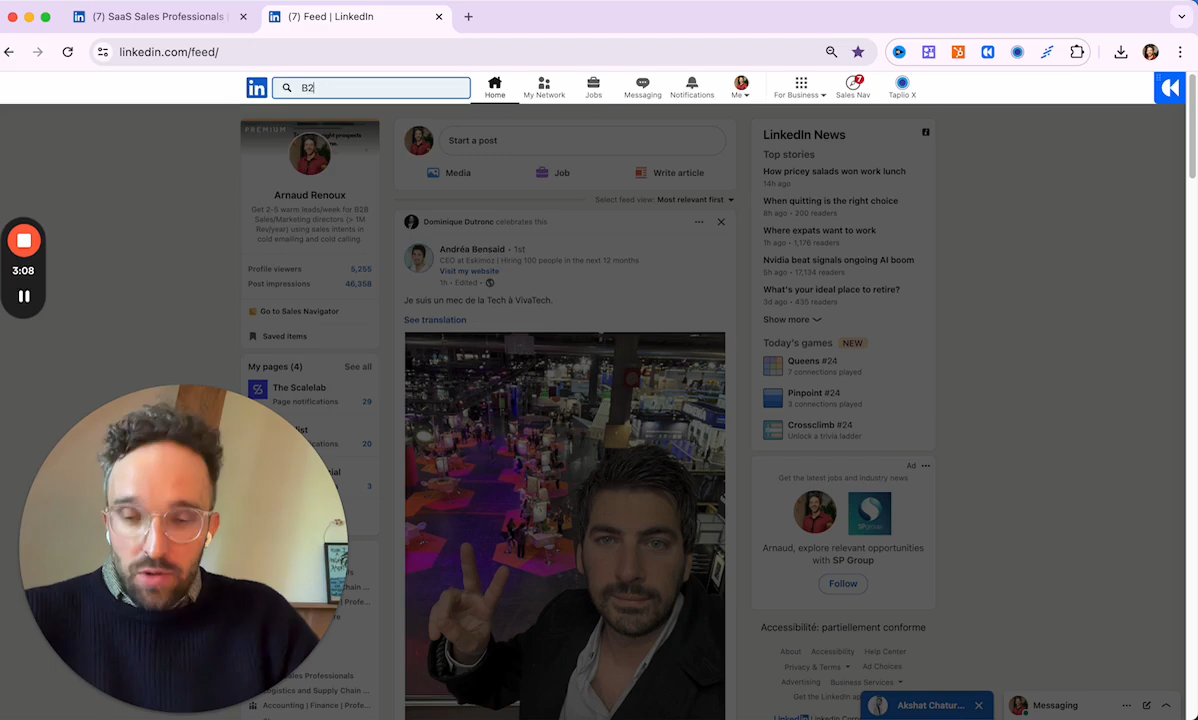 (7) SaaS Sales Professionals
(7) Feed | LinkedIn
linkedin.com/feed/
in
B2
Home
My Network
Jobs
Messaging
Notifications
Me
For Business
7
Sales Nav
Taplio X
PREMIUM
Arnaud Renoux
Get 2-5 warm leads/week for B2B
Sales/Marketing directors (> 1M
Rev/year) using sales intents in
cold emailing and cold calling.
Profile viewers 5,255
Post impressions 46,358
Go to Sales Navigator
Saved items
My pages (4) See all
The Scalelab
Page notifications 29
20
3
Start a post
Media
Job
Write article
Select feed view: Most relevant first
Dominique Dutronc celebrates this
Andréa Bensaid • 1st
CEO at Eskimoz | Hiring 100 people in the next 12 months
Visit my website
1h • Edited •
Je suis un mec de la Tech à VivaTech.
See translation
LinkedIn News
Top stories
How pricey salads won work lunch
14h ago
When quitting is the right choice
8h ago • 200 readers
Where expats want to work
1h ago • 1,176 readers
Nvidia beat signals ongoing AI boom
5h ago • 17,134 readers
What's your ideal place to retire?
3d ago • 435 readers
Show more
Today's games NEW
Queens #24
7 connections played
Pinpoint #24
3 connections played
Crossclimb #24
Unlock a trivia ladder
Ad
Get the latest jobs and industry news
SPgroup
Arnaud, explore relevant opportunities
with SP Group
Follow
Accessibilité: partiellement conforme
About Accessibility Help Center
Privacy & Terms Ad Choices
Advertising Business Services
Get the LinkedIn ap
Akshat Chatur...
Messaging
3:08
Logistics and Supply Chain ...
Accounting | Finance | Profe...